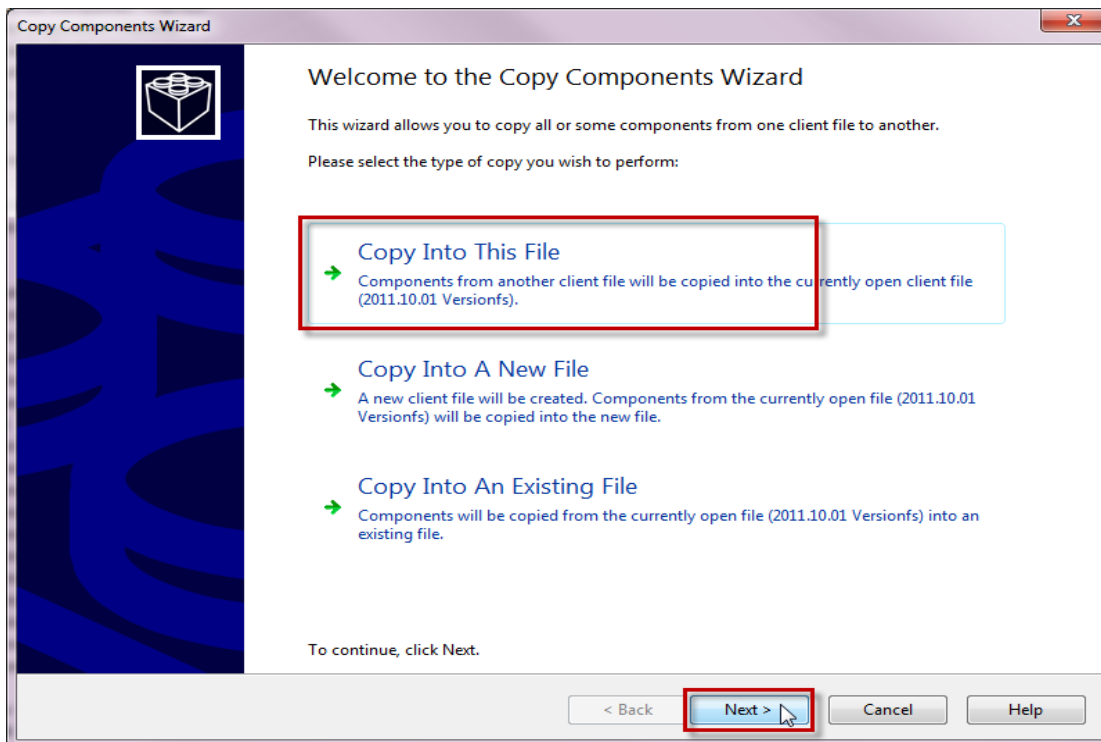 Copy Components Wizard
Welcome to the Copy Components Wizard
This wizard allows you to copy all or some components from one client file to another.
Please select the type of copy you wish to perform:
Copy Into This File
Components from another client file will be copied into the currently open client file
(2011.10.01 Versionfs).
Copy Into A New File
A new client file will be created. Components from the currently open file (2011.10.01
Versionfs) will be copied into the new file.
Copy Into An Existing File
Components will be copied from the currently open file (2011.10.01 Versionfs) into an
existing file.
To continue, click Next.
< Back Next > Cancel Help